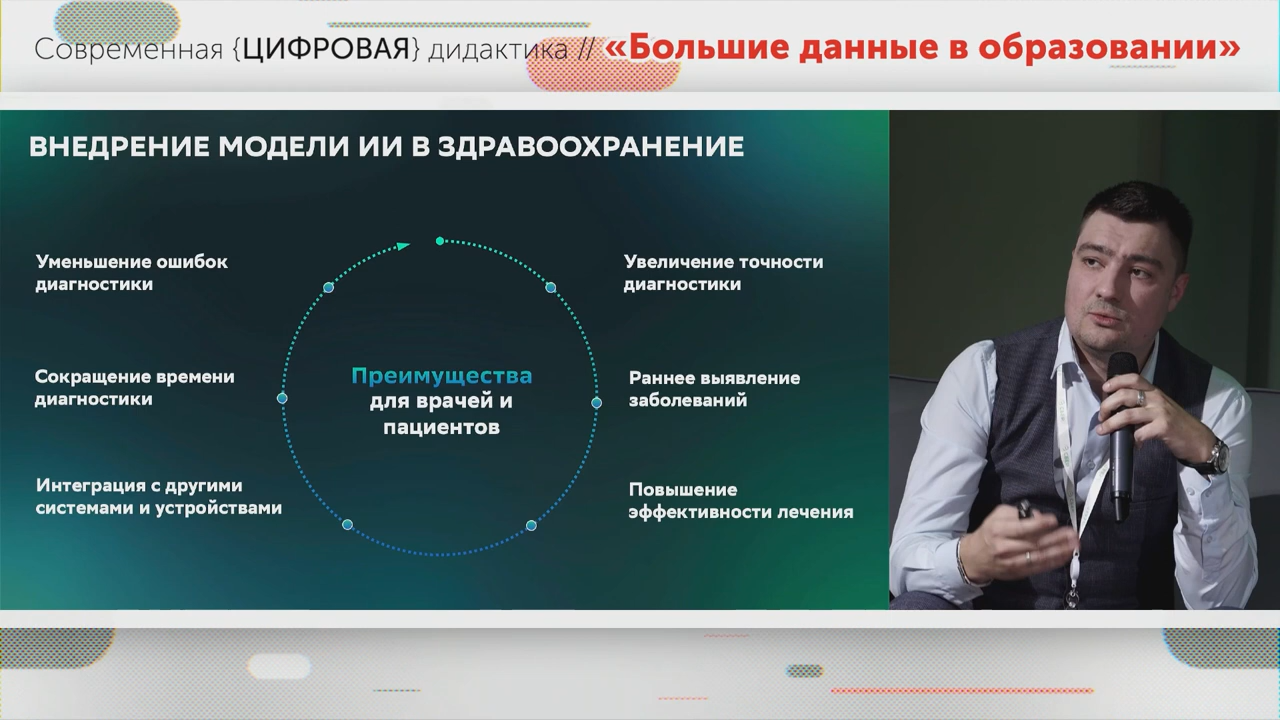 Современная {ЦИФРОВАЯ} дидактика // «Большие данные в образовании»
ВНЕДРЕНИЕ МОДЕЛИ ИИ В ЗДРАВООХРАНЕНИЕ
Уменьшение ошибок
диагностики
Сокращение времени
диагностики
Интеграция с другими
системами и устройствами
Преимущества
для врачей и
пациентов
Увеличение точности
диагностики
Раннее выявление
заболеваний
Повышение
эффективности лечения